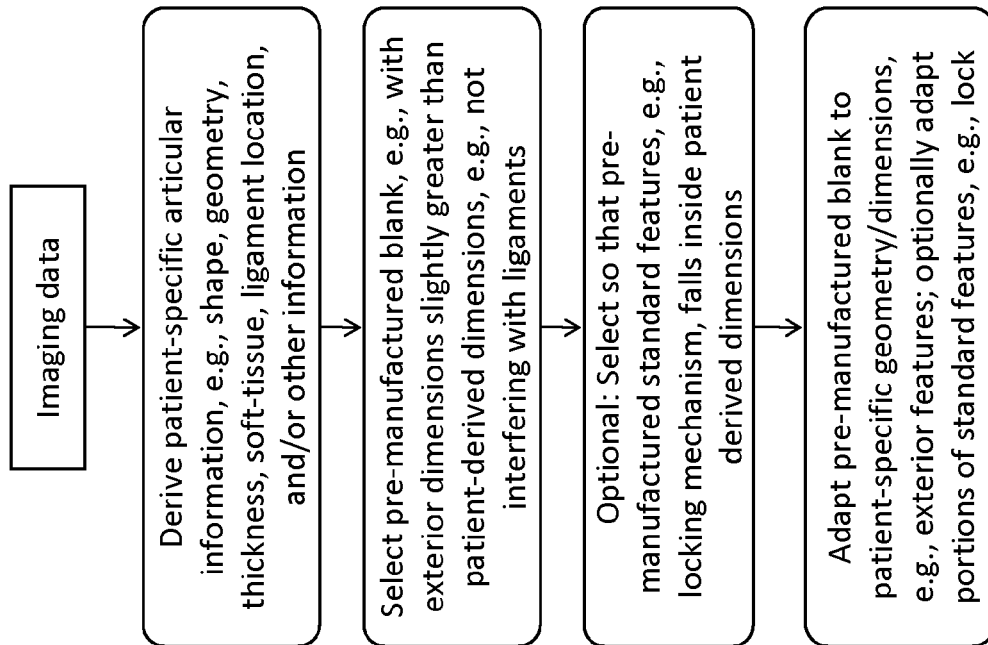 Imaging data
Derive patient-specific articular
information, e.g., shape, geometry,
thickness, soft-tissue, ligament location,
and/or other information
Select pre-manufactured blank, e.g., with
exterior dimensions slightly greater than
patient-derived dimensions, e.g., not
interfering with ligaments
Optional: Select so that pre-
manufactured standard features, e.g.,
locking mechanism, falls inside patient
derived dimensions
Adapt pre-manufactured blank to
patient-specific geometry/dimensions,
e.g., exterior features; optionally adapt
portions of standard features, e.g., lock